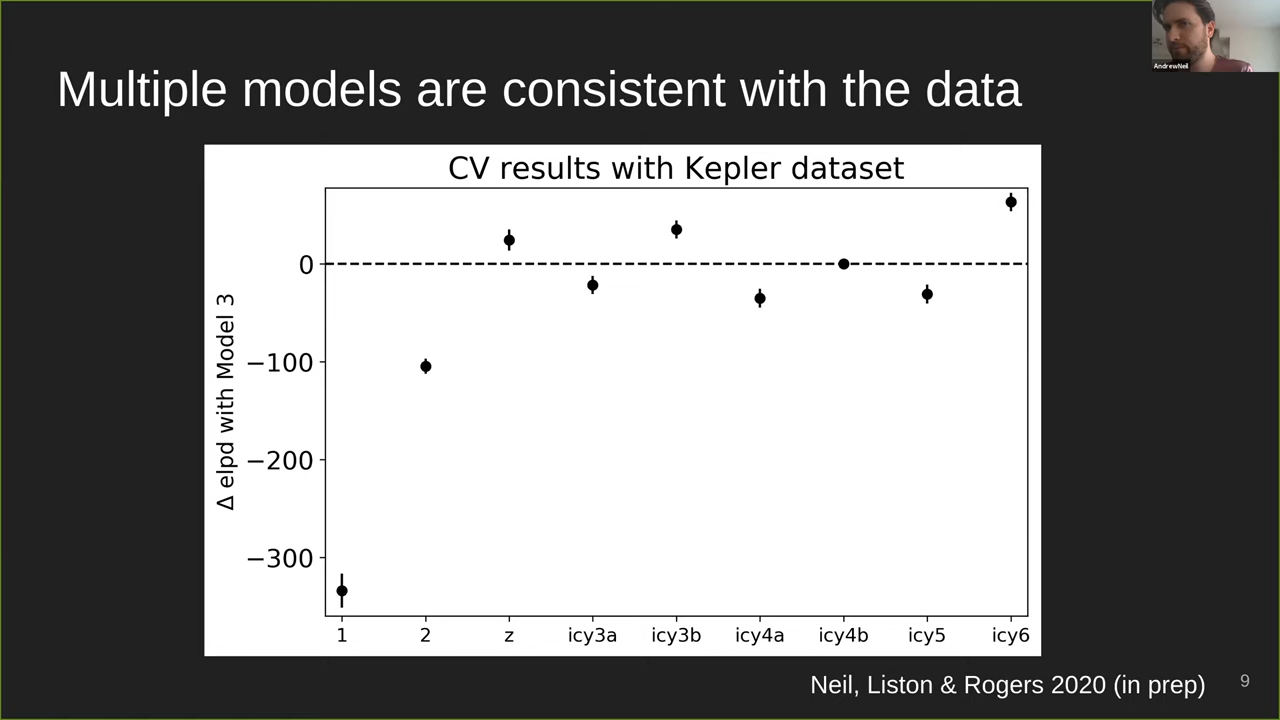 AndrewNeil
Multiple models are consistent with the data
CV results with Kepler dataset
Δ elpd with Model 3
0
−100
−200
−300
1 2 z icy3a icy3b icy4a icy4b icy5 icy6
Neil, Liston & Rogers 2020 (in prep) 9